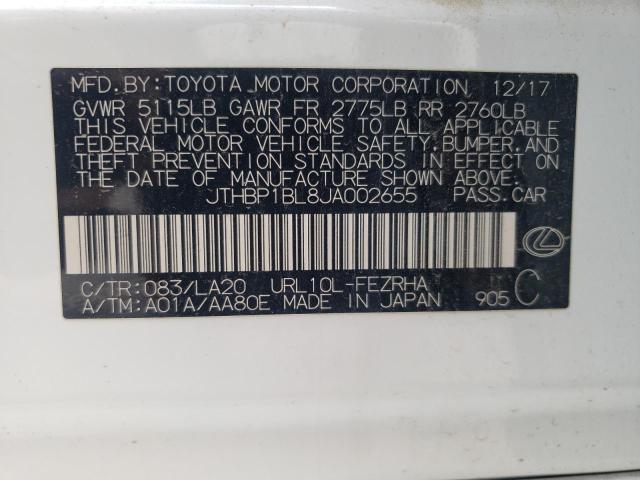 MFD.BY:TOYOTA MOTOR CORPORATION 12/17
GVWR 5115LB GAWR FR 2775LB RR 2760LB
THIS VEHICLE CONFORMS TO ALL APPLICABLE
FEDERAL MOTOR VEHICLE SAFETY,BUMPER,AND
THEFT PREVENTION STANDARDS IN EFFECT ON
THE DATE OF MANUFACTURE SHOWN ABOVE.
JTHBP1BL8JA002655 PASS.CAR
C/TR:083/LA20 URL10L-FEZRHA
A/TM:A01A/AA80E MADE IN JAPAN 905 C